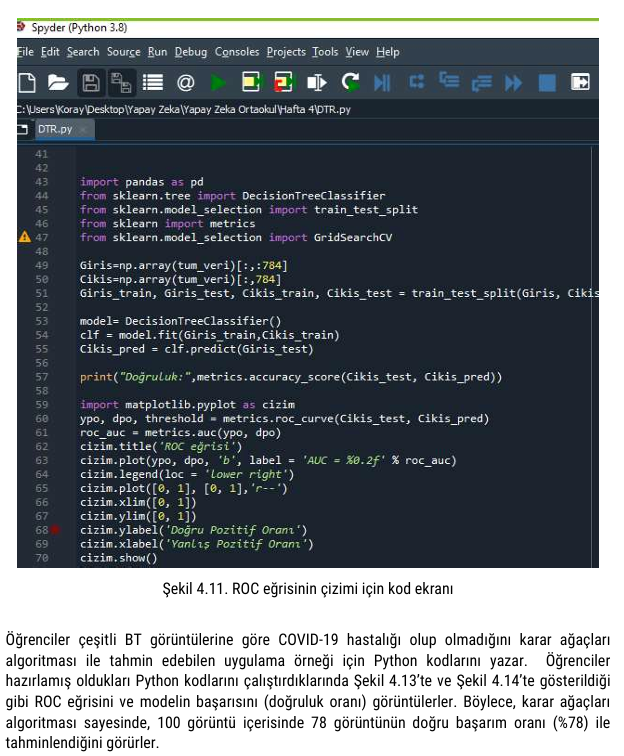 Spyder (Python 3.8)
File Edit Search Source Run Debug Consoles Projects Tools View Help
C:\Users\Koray\Desktop\Yapay Zeka\Yapay Zeka Ortaokul\Hafta 4\DTR.py
DTR.py
41
42
43 import pandas as pd
44 from sklearn.tree import DecisionTreeClassifier
45 from sklearn.model_selection import train_test_split
46 from sklearn import metrics
47 from sklearn.model_selection import GridSearchCV
48
49 Giris=np.array(tum_veri)[:,:784]
50 Cikis=np.array(tum_veri)[:,784]
51 Giris_train, Giris_test, Cikis_train, Cikis_test = train_test_split(Giris, Cikis
52
53 model= DecisionTreeClassifier()
54 clf = model.fit(Giris_train,Cikis_train)
55 Cikis_pred = clf.predict(Giris_test)
56
57 print("Doğruluk:",metrics.accuracy_score(Cikis_test, Cikis_pred))
58
59 import matplotlib.pyplot as cizim
60 ypo, dpo, threshold = metrics.roc_curve(Cikis_test, Cikis_pred)
61 roc_auc = metrics.auc(ypo, dpo)
62 cizim.title('ROC eğrisi')
63 cizim.plot(ypo, dpo, 'b', label = 'AUC = %0.2f' % roc_auc)
64 cizim.legend(loc = 'lower right')
65 cizim.plot([0, 1], [0, 1],'r--')
66 cizim.xlim([0, 1])
67 cizim.ylim([0, 1])
68 cizim.ylabel('Doğru Pozitif Oranı')
69 cizim.xlabel('Yanlış Pozitif Oranı')
70 cizim.show()
Şekil 4.11. ROC eğrisinin çizimi için kod ekranı
Öğrenciler çeşitli BT görüntülerine göre COVID-19 hastalığı olup olmadığını karar ağaçları
algoritması ile tahmin edebilen uygulama örneği için Python kodlarını yazar. Öğrenciler
hazırlamış oldukları Python kodlarını çalıştırdıklarında Şekil 4.13'te ve Şekil 4.14'te gösterildiği
gibi ROC eğrisini ve modelin başarısını (doğruluk oranı) görüntülerler. Böylece, karar ağaçları
algoritması sayesinde, 100 görüntü içerisinde 78 görüntünün doğru başarım oranı (%78) ile
tahminlendiğini görürler.